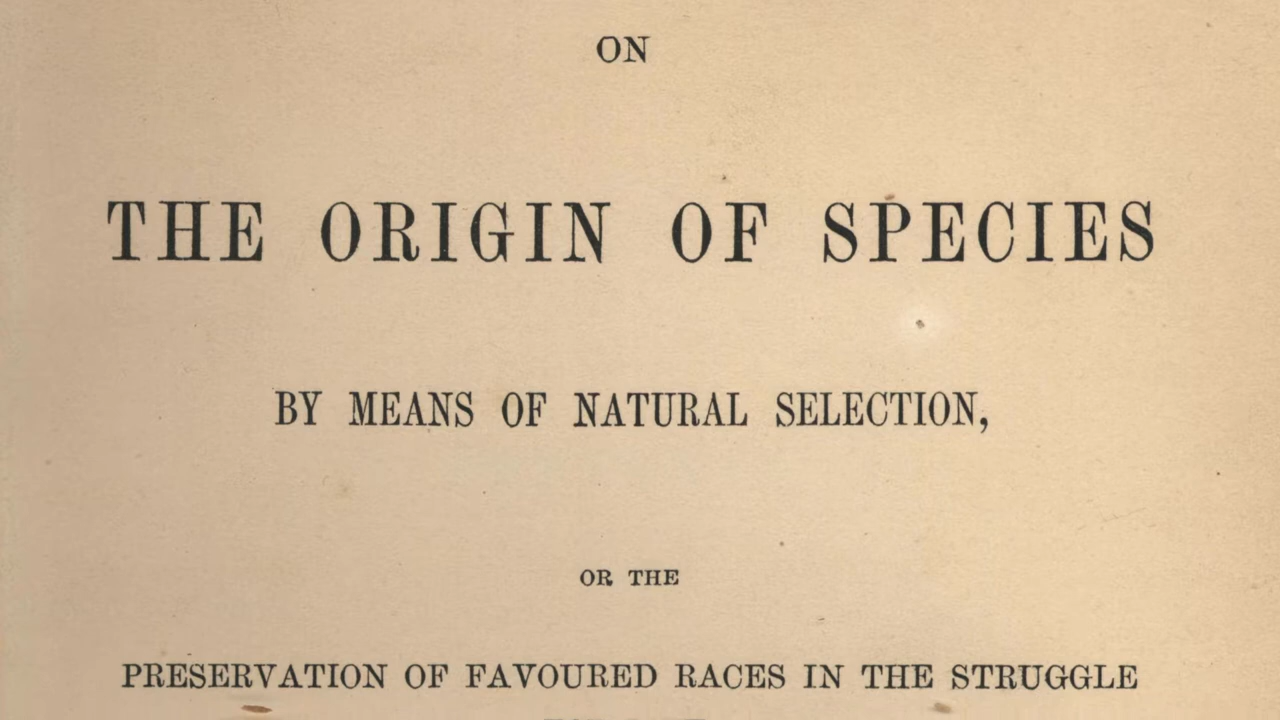 ON
THE ORIGIN OF SPECIES
BY MEANS OF NATURAL SELECTION,
OR THE
PRESERVATION OF FAVOURED RACES IN THE STRUGGLE